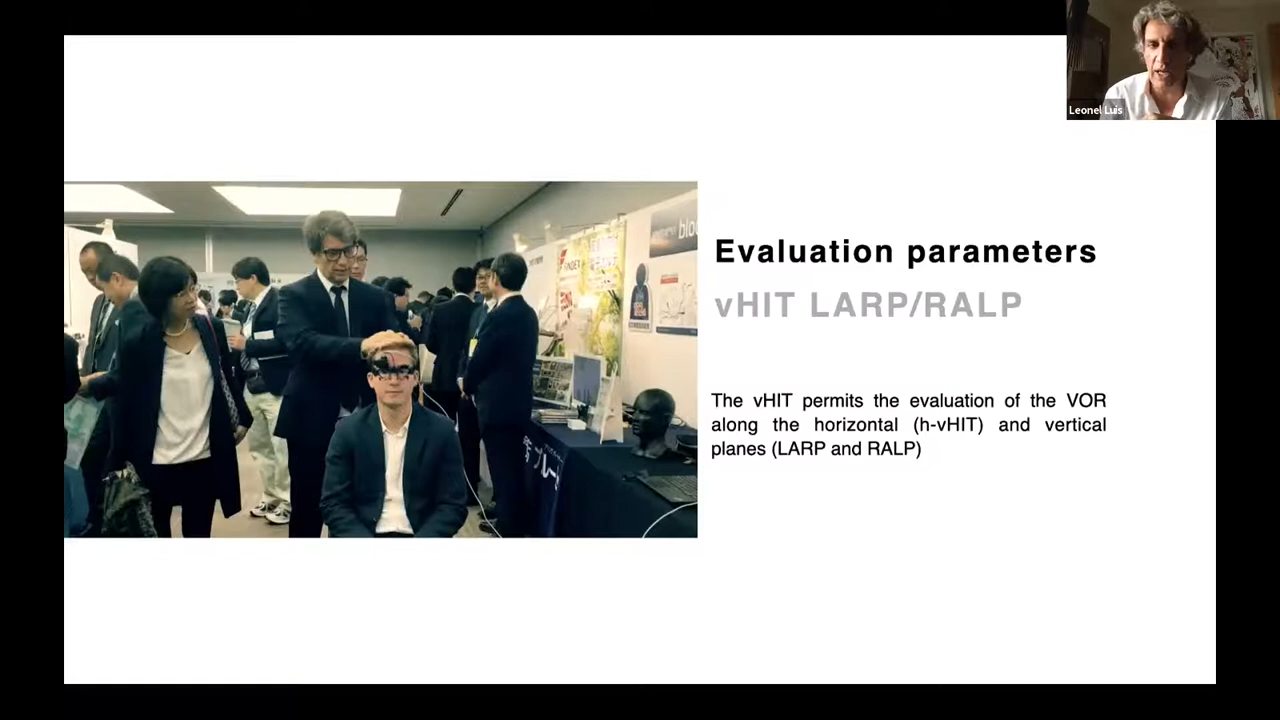 Leonel Luis
Evaluation parameters
vHIT LARP/RALP
The vHIT permits the evaluation of the VOR
along the horizontal (h-vHIT) and vertical
planes (LARP and RALP)